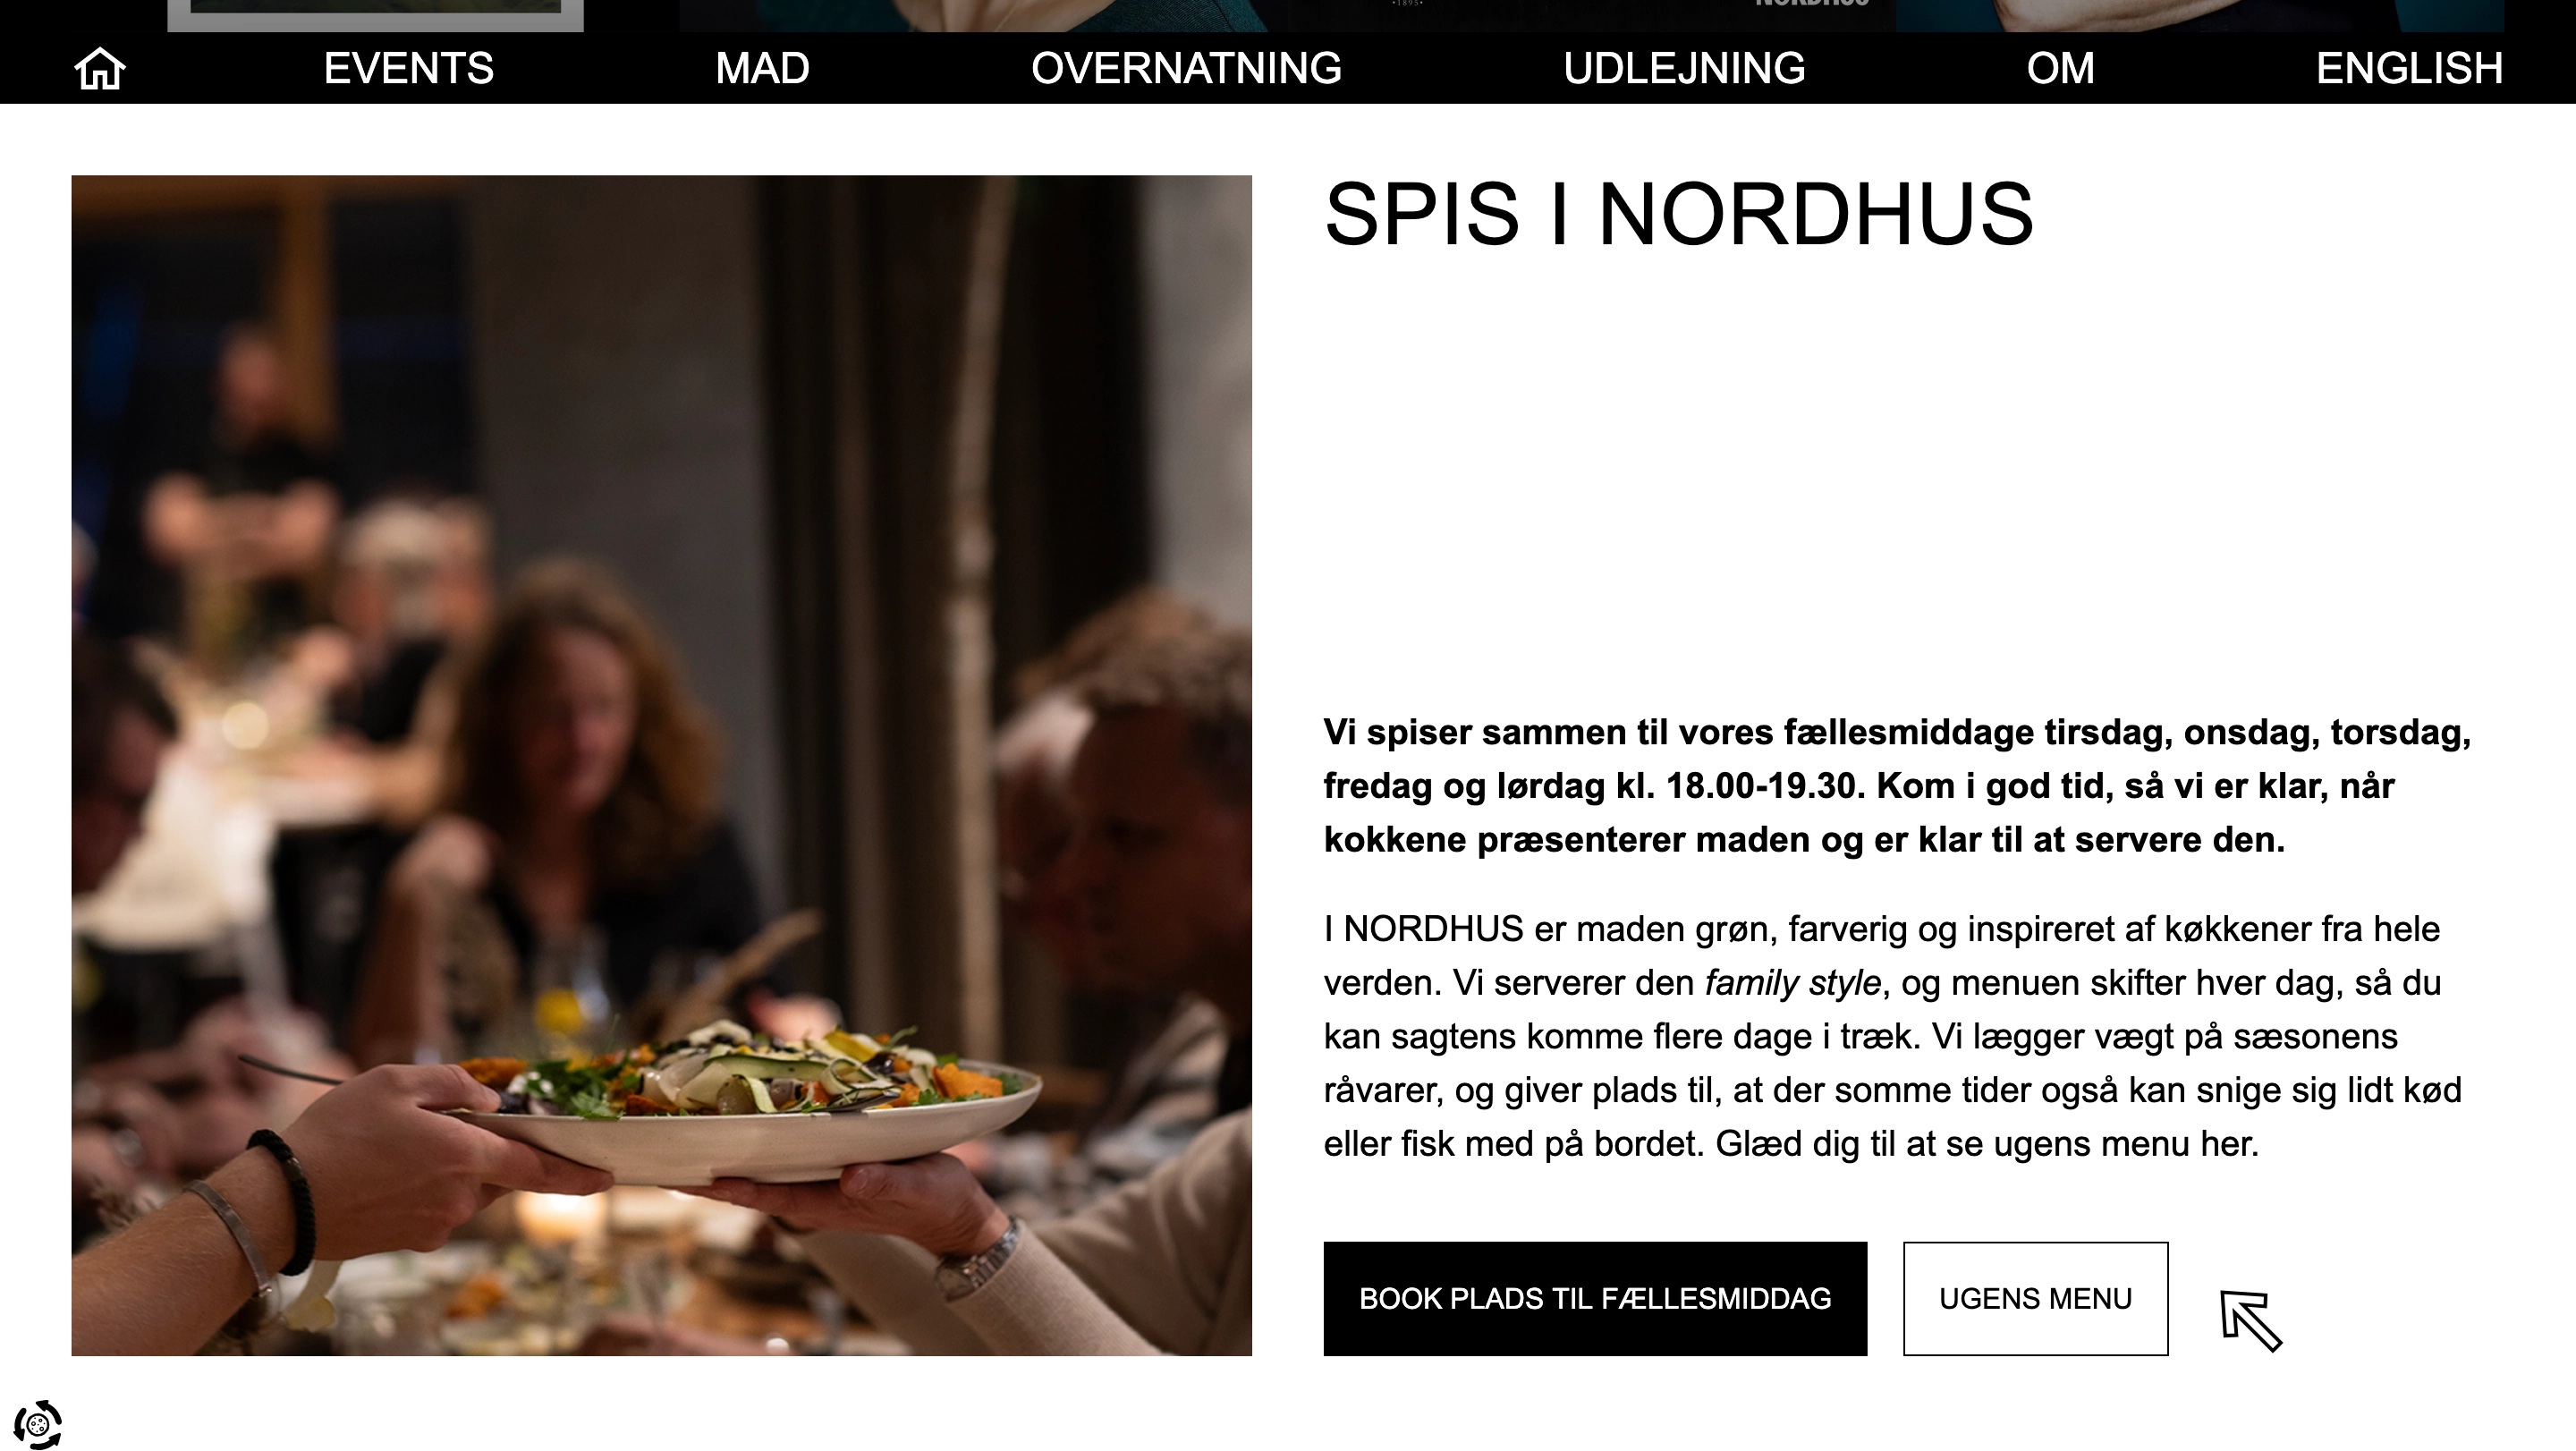 EVENTS MAD OVERNATNING UDLEJNING OM ENGLISH
SPIS I NORDHUS
Vi spiser sammen til vores fællesmiddage tirsdag, onsdag, torsdag,
fredag og lørdag kl. 18.00-19.30. Kom i god tid, så vi er klar, når
kokkene præsenterer maden og er klar til at servere den.
I NORDHUS er maden grøn, farverig og inspireret af køkkener fra hele
verden. Vi serverer den family style, og menuen skifter hver dag, så du
kan sagtens komme flere dage i træk. Vi lægger vægt på sæsonens
råvarer, og giver plads til, at der somme tider også kan snige sig lidt kød
eller fisk med på bordet. Glæd dig til at se ugens menu her.
BOOK PLADS TIL FÆLLESMIDDAG
UGENS MENU